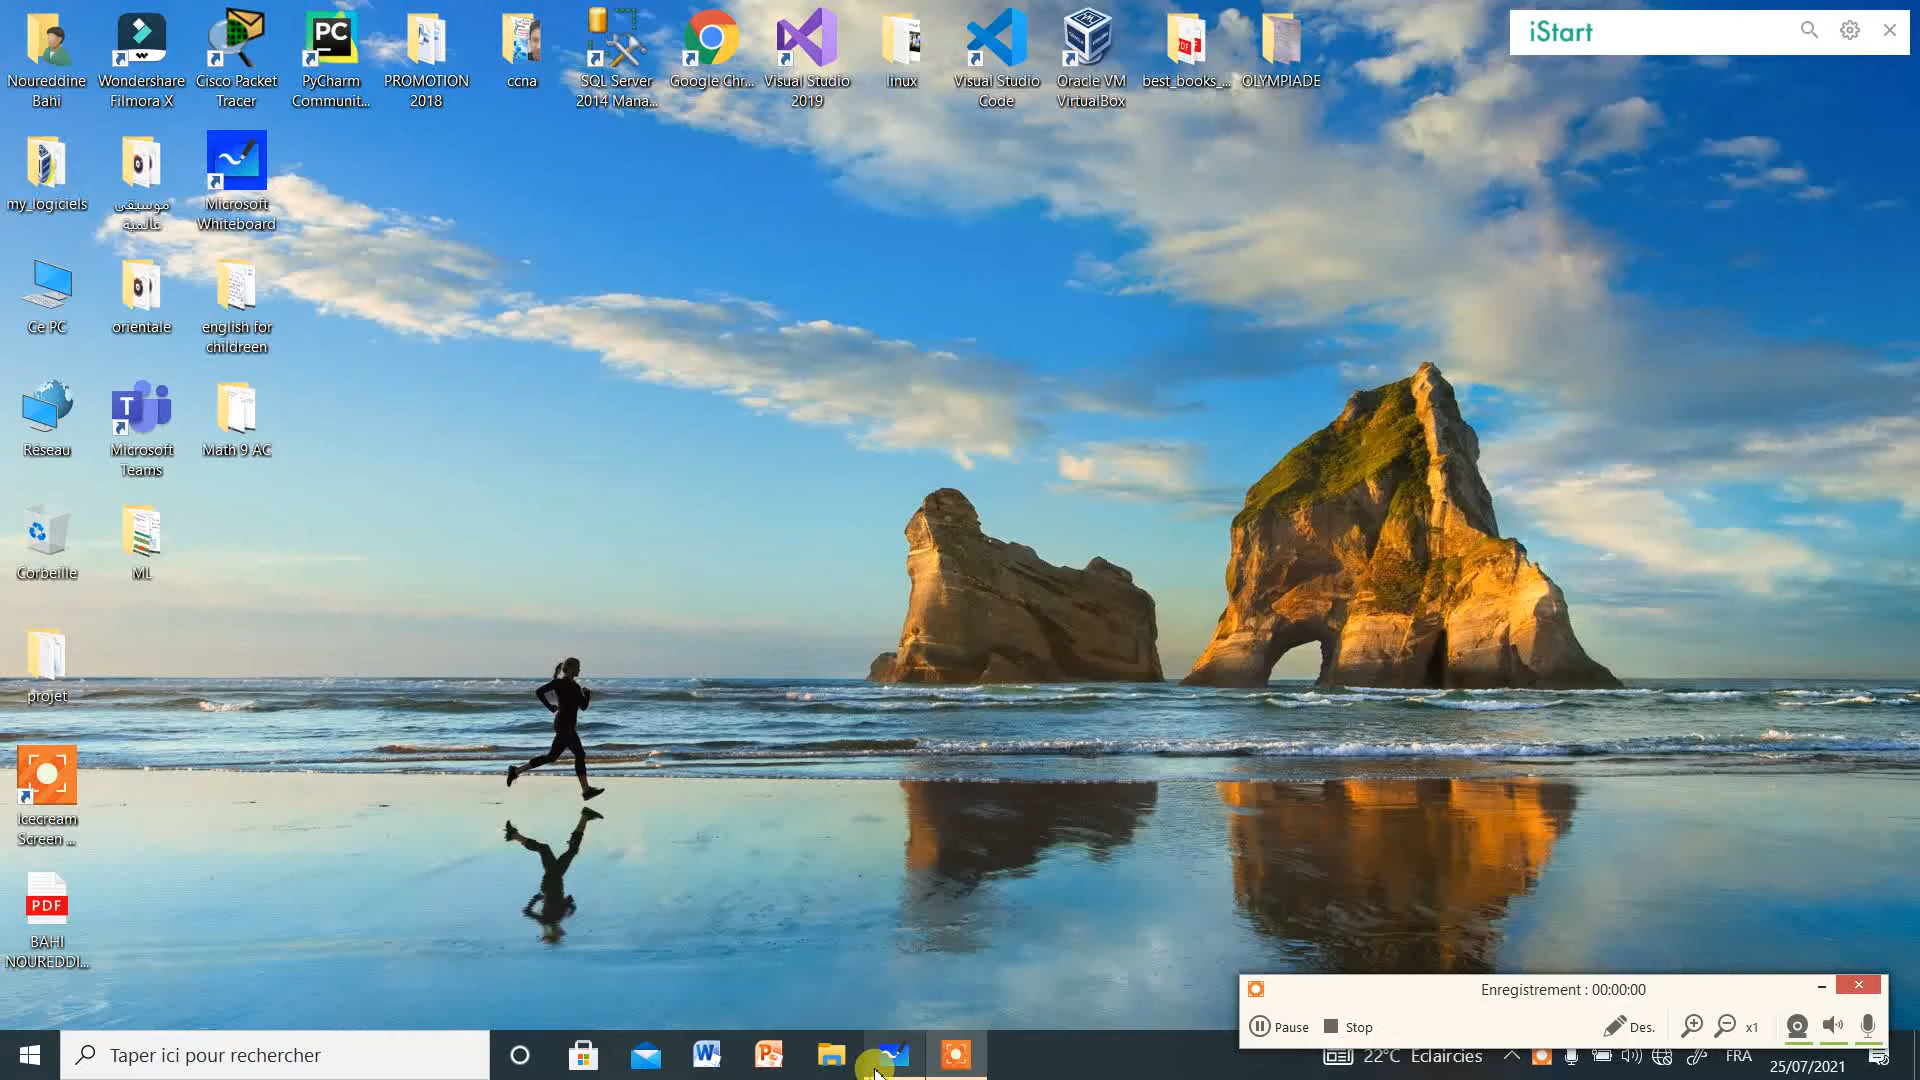 Noureddine
Bahi
Wondershare
Filmora X
Cisco Packet
Tracer
PC
PyCharm
Communit...
PROMOTION
2018
ccna
SQL Server
2014 Mana...
Google Chr...
Visual Studio
2019
linux
Visual Studio
Code
Oracle VM
VirtualBox
PDF
best_books_...
OLYMPIADE
iStart
my_logiciels
موسيقى
عالمية
Microsoft
Whiteboard
Ce PC
orientale
english for
childreen
Réseau
T
Microsoft
Teams
Math 9 AC
Corbeille
ML
projet
Icecream
Screen ...
PDF
BAHI
NOUREDDI...
Enregistrement : 00:00:00
Pause
Stop
Des.
x1
Taper ici pour rechercher
22°C Eclaircies
FRA
25/07/2021